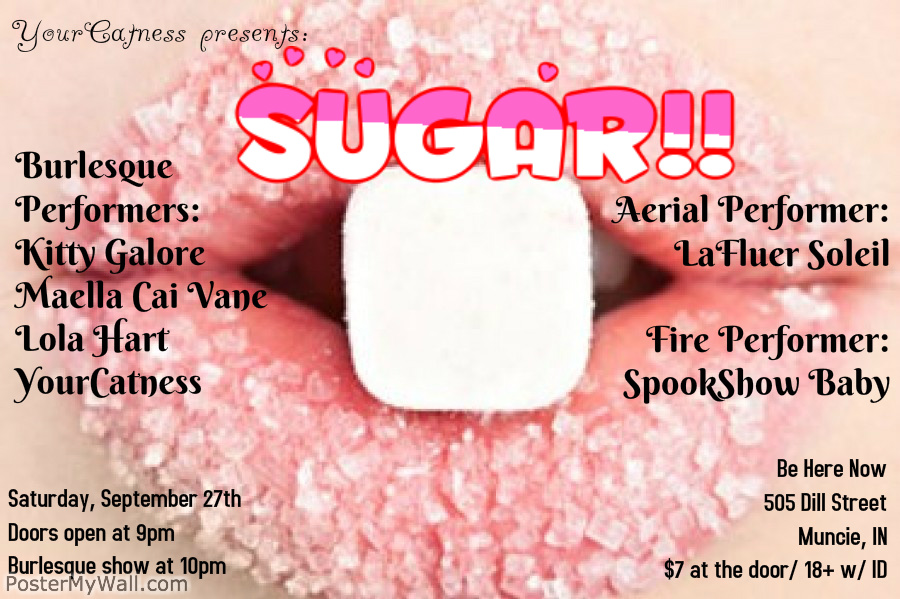 YourCatness presents:
SUGAR!!
Burlesque
Performers:
Kitty Galore
Maella Cai Vane
Lola Hart
YourCatness
Aerial Performer:
LaFluer Soleil
Fire Performer:
SpookShow Baby
Saturday, September 27th
Doors open at 9pm
Burlesque show at 10pm
Be Here Now
505 Dill Street
Muncie, IN
$7 at the door/ 18+ w/ ID
PosterMyWall.com